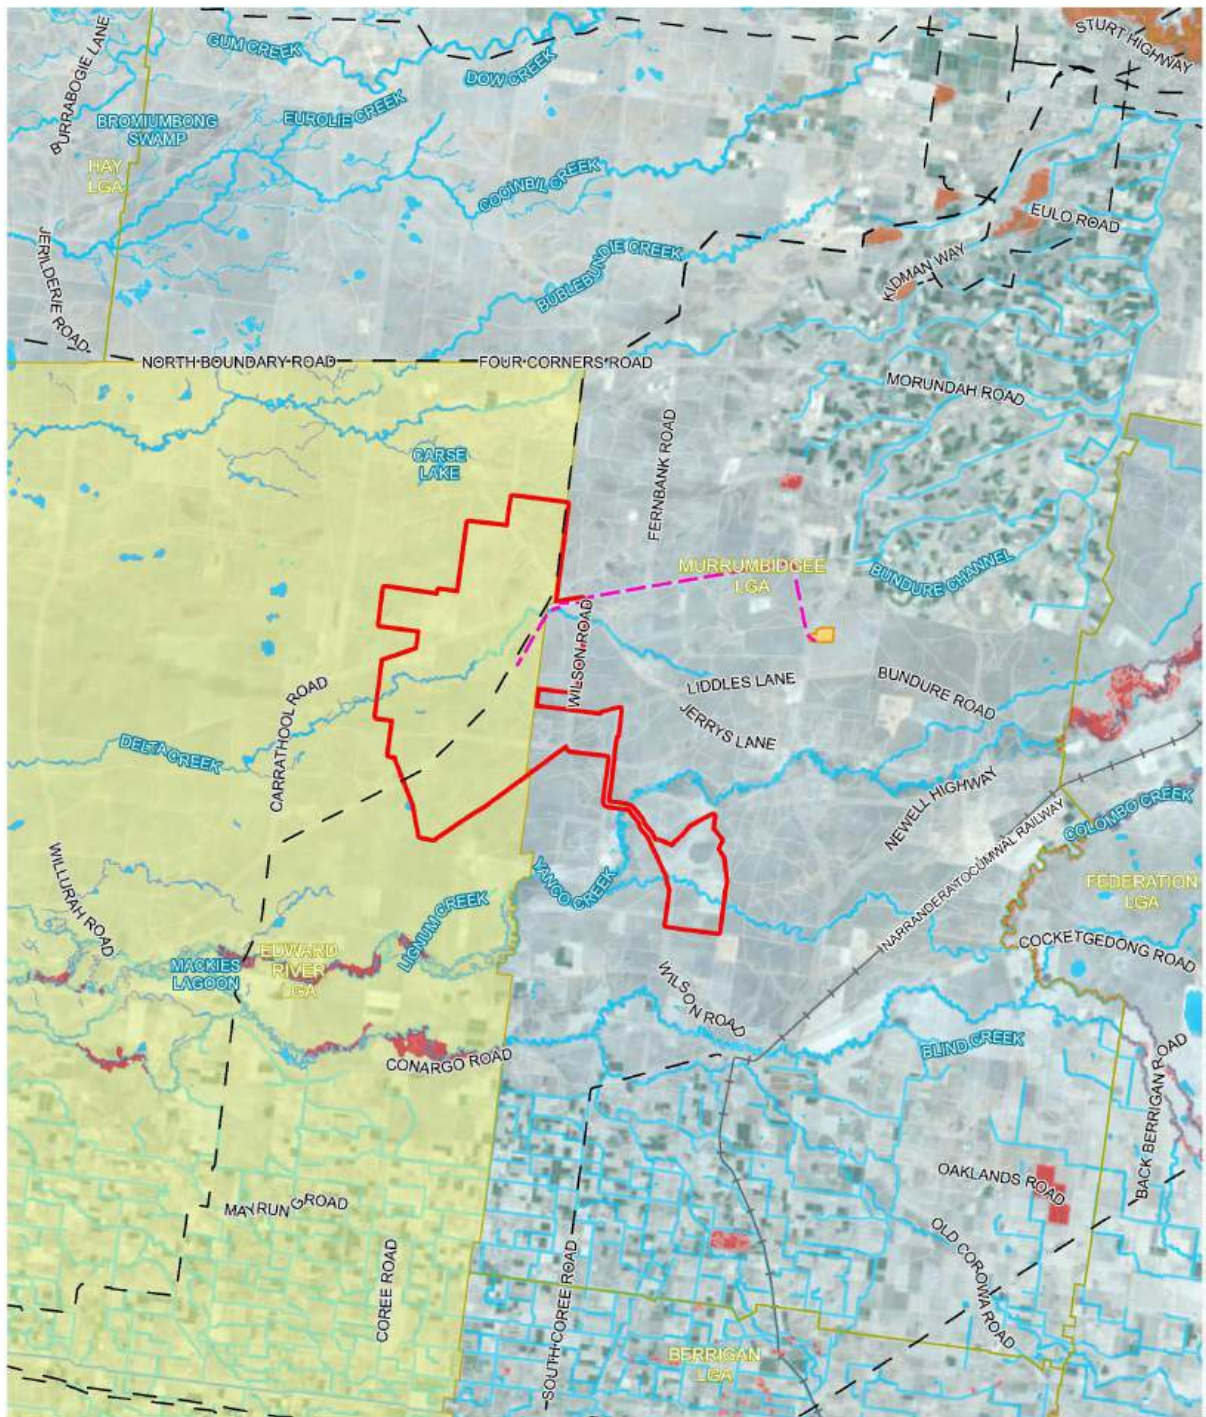 STURT HIGHWAY
BURRABOGIE LANE
GUM CREEK
DOW CREEK
EUROLIE CREEK
BROMIUMBONG
SWAMP
HAY
LGA
COOINBIL CREEK
EULO ROAD
JERILDERIE ROAD
BUBLEBUNDIE CREEK
KIDMAN WAY
NORTH BOUNDARY ROAD
FOUR CORNERS ROAD
MORUNDAH ROAD
CARSE
LAKE
FERNBANK ROAD
MURRUMBIDGEE
LGA
BUNDURE CHANNEL
WILSON ROAD
LIDDLES LANE
BUNDURE ROAD
CARRATHOOL ROAD
JERRYS LANE
DELTA CREEK
NEWELL HIGHWAY
COLOMBO CREEK
NARRANDERA TOCUMWAL RAILWAY
WILLURAH ROAD
YANCO CREEK
FEDERATION
LGA
LIGNUM CREEK
EDWARD
RIVER
LGA
MACKIES
LAGOON
COCKETGEDONG ROAD
WILSON ROAD
BLIND CREEK
CONARGO ROAD
BACK BERRIGAN ROAD
OAKLANDS ROAD
MAYRUNG ROAD
OLD COROWA ROAD
COREE ROAD
SOUTH COREE ROAD
BERRIGAN
LGA